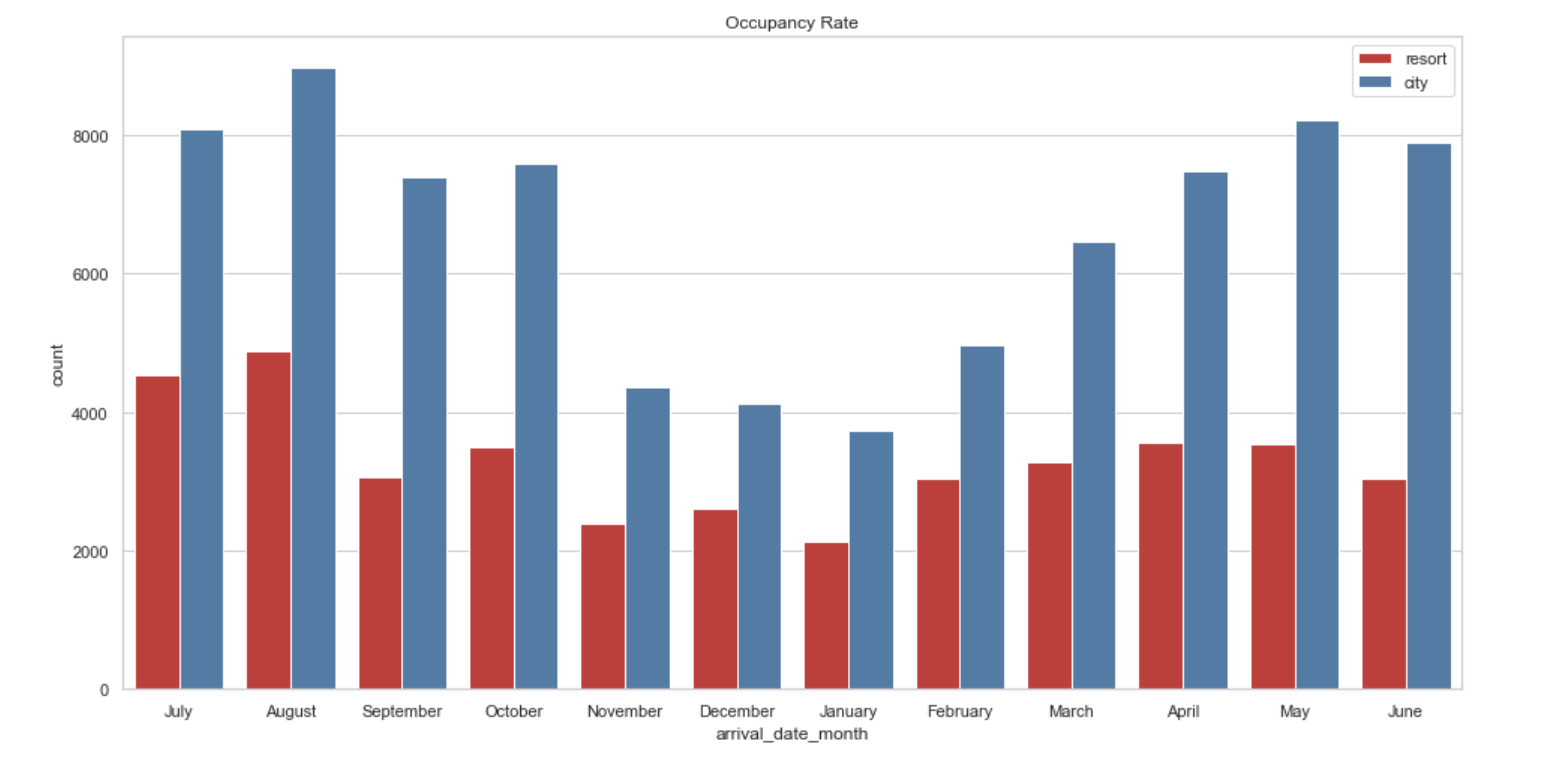 Occupancy Rate
resort
city
8000
6000
4000
2000
0
count
July August September October November December January February March April May June
arrival_date_month